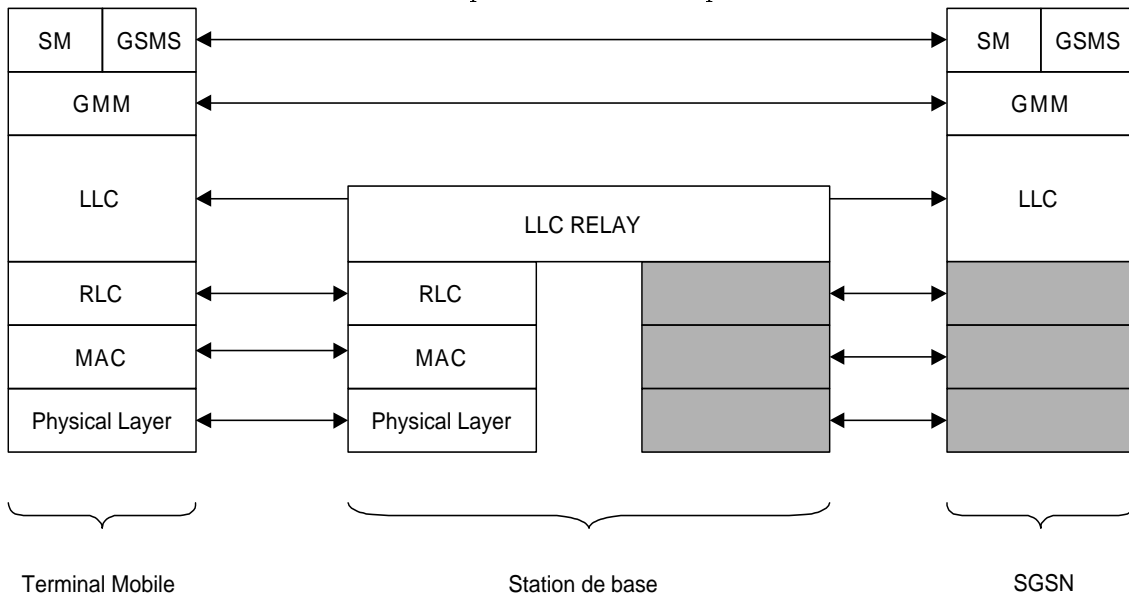 SM GSMS SM GSMS
GMM GMM
LLC LLC
LLC RELAY
RLC RLC
MAC MAC
Physical Layer Physical Layer
Terminal Mobile Station de base SGSN